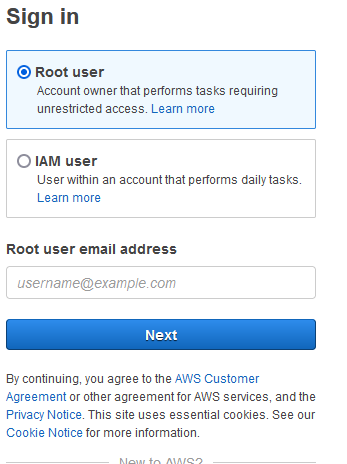 Sign in
Root user
Account owner that performs tasks requiring
unrestricted access. Learn more
IAM user
User within an account that performs daily tasks.
Learn more
Root user email address
username@example.com
Next
By continuing, you agree to the AWS Customer
Agreement or other agreement for AWS services, and the
Privacy Notice. This site uses essential cookies. See our
Cookie Notice for more information.
New to AWS?